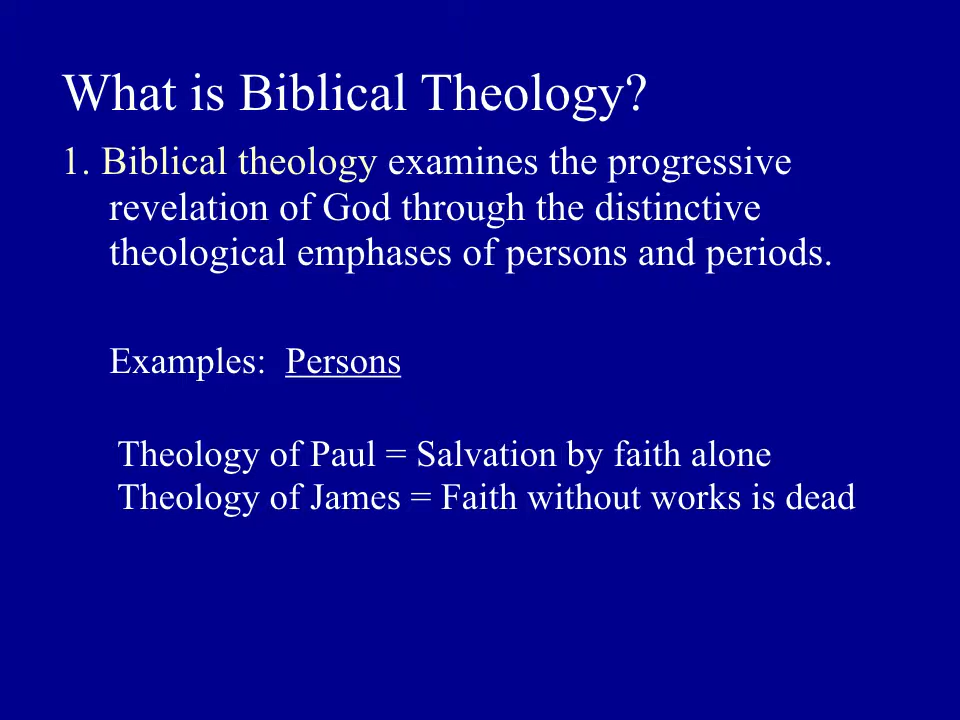 What is Biblical Theology?
1. Biblical theology examines the progressive
revelation of God through the distinctive
theological emphases of persons and periods.
Examples: Persons
Theology of Paul = Salvation by faith alone
Theology of James = Faith without works is dead